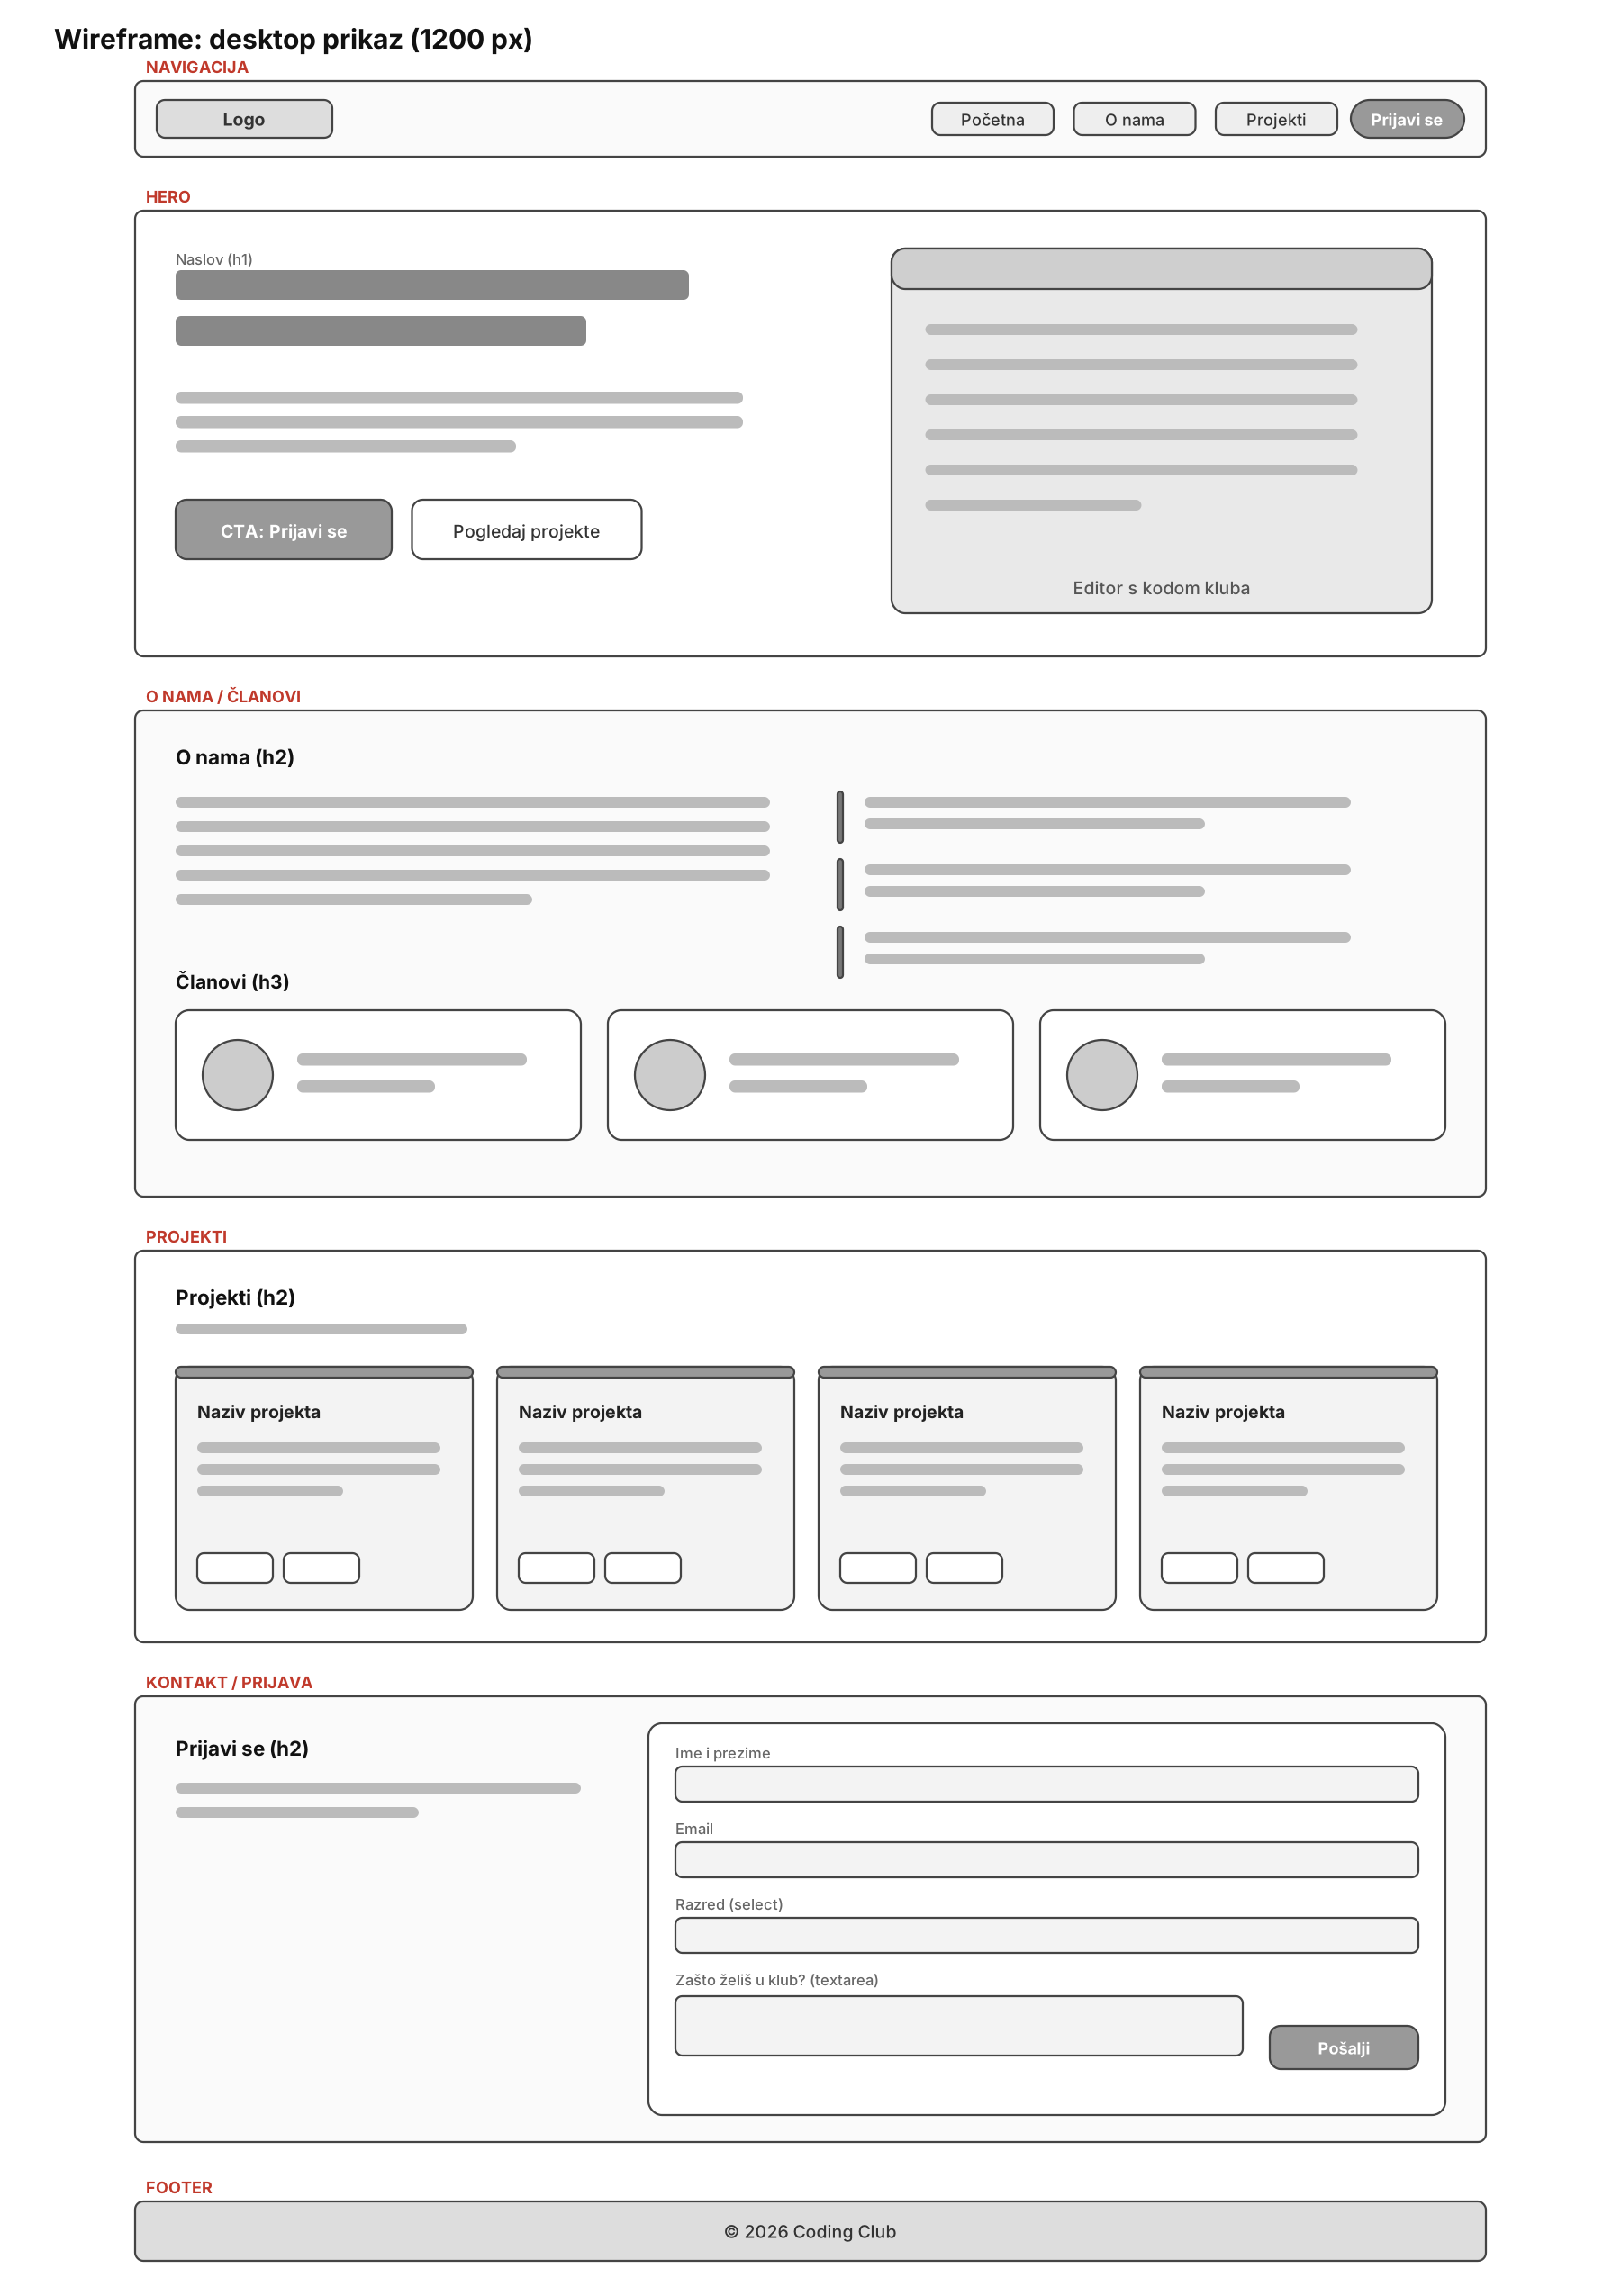 Wireframe: desktop prikaz (1200 px)
NAVIGACIJA
Logo
Početna
O nama
Projekti
Prijavi se
HERO
Naslov (h1)
CTA: Prijavi se
Pogledaj projekte
Editor s kodom kluba
O NAMA / ČLANOVI
O nama (h2)
Članovi (h3)
PROJEKTI
Projekti (h2)
Naziv projekta
Naziv projekta
Naziv projekta
Naziv projekta
KONTAKT / PRIJAVA
Prijavi se (h2)
Ime i prezime
Email
Razred (select)
Zašto želiš u klub? (textarea)
Pošalji
FOOTER
© 2026 Coding Club